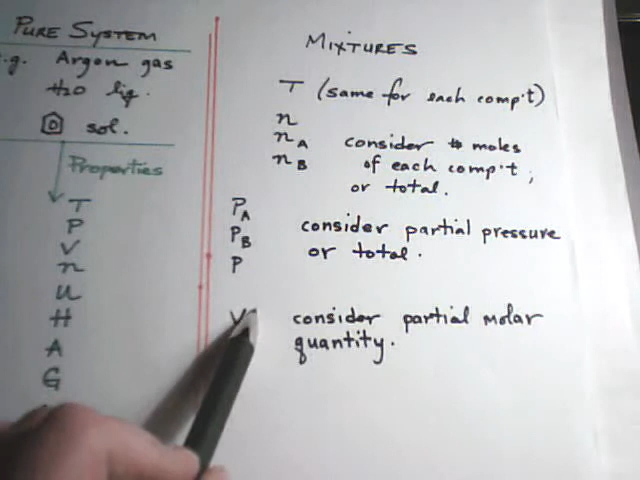 PURE SYSTEM
e.g. Argon gas
H2O liq.
sol.
Properties
T
P
V
n
U
H
A
G
MIXTURES
T (same for each comp't)
n
nA consider # moles
nB of each comp't,
or total.
PA
PB consider partial pressure
P or total.
V consider partial molar
quantity.